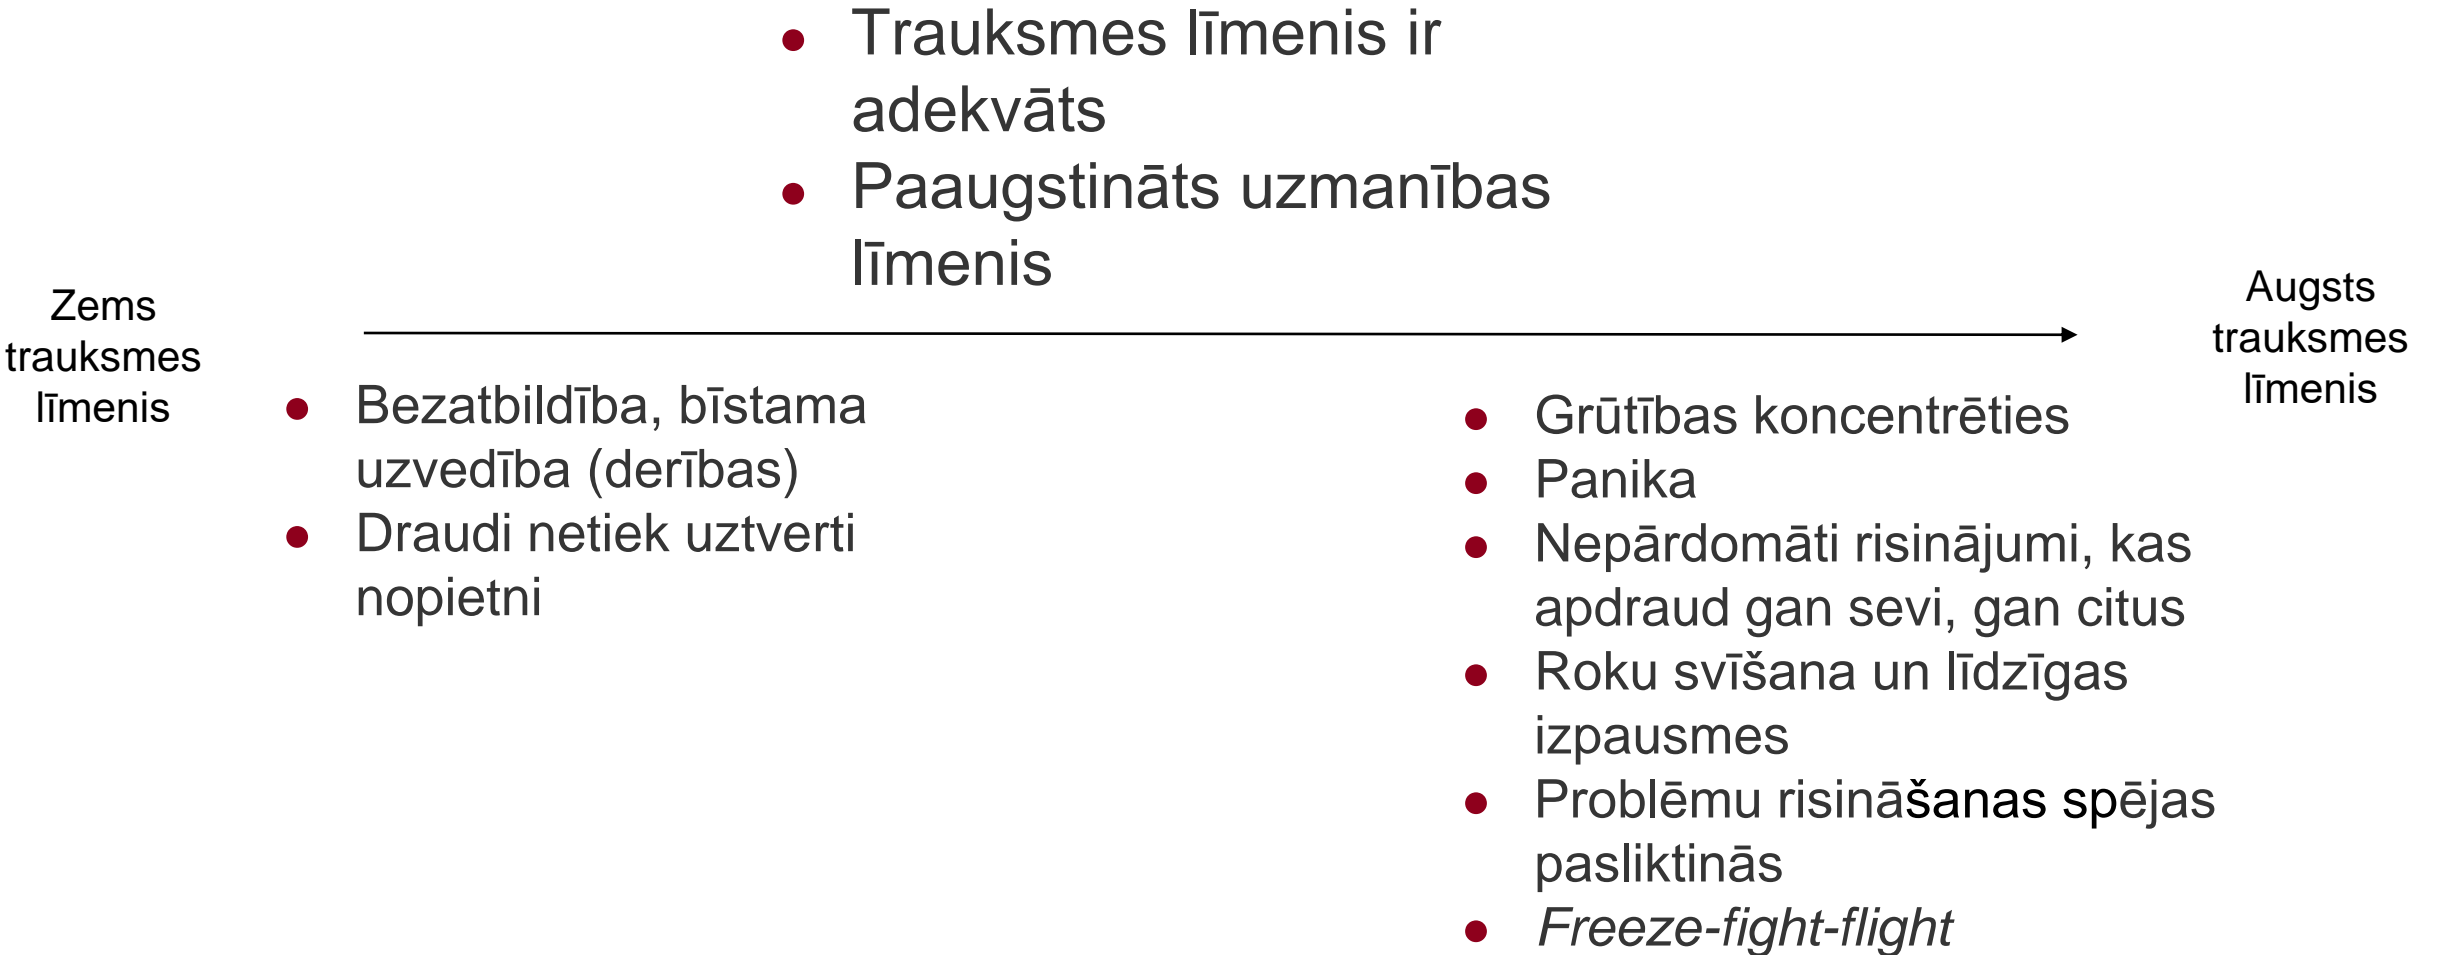 ● Trauksmes līmenis ir
adekvāts
● Paaugstināts uzmanības
līmenis
Zems
trauksmes
līmenis
Augsts
trauksmes
līmenis
● Bezatbildība, bīstama
uzvedība (derības)
● Draudi netiek uztverti
nopietni
● Grūtības koncentrēties
● Panika
● Nepārdomāti risinājumi, kas
apdraud gan sevi, gan citus
● Roku svīšana un līdzīgas
izpausmes
● Problēmu risināšanas spējas
pasliktinās
● Freeze-fight-flight